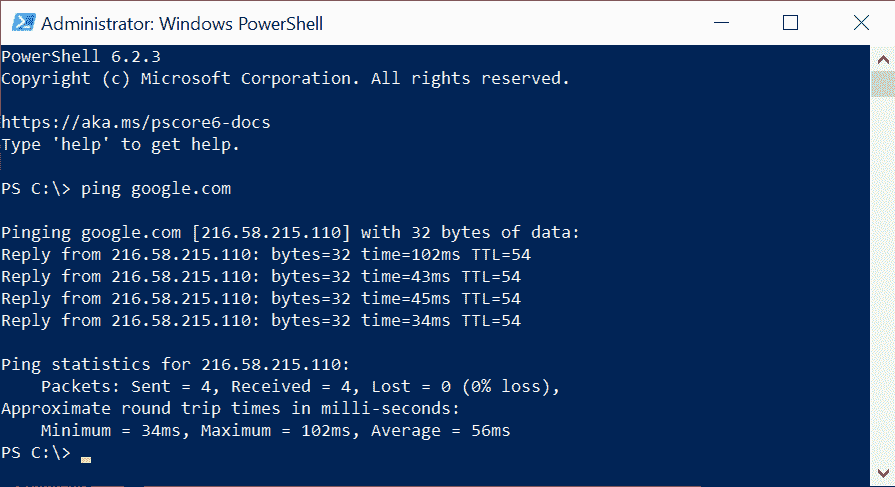 Administrator: Windows PowerShell
PowerShell 6.2.3
Copyright (c) Microsoft Corporation. All rights reserved.
https://aka.ms/pscore6-docs
Type 'help' to get help.
PS C:\> ping google.com
Pinging google.com [216.58.215.110] with 32 bytes of data:
Reply from 216.58.215.110: bytes=32 time=102ms TTL=54
Reply from 216.58.215.110: bytes=32 time=43ms TTL=54
Reply from 216.58.215.110: bytes=32 time=45ms TTL=54
Reply from 216.58.215.110: bytes=32 time=34ms TTL=54
Ping statistics for 216.58.215.110:
    Packets: Sent = 4, Received = 4, Lost = 0 (0% loss),
Approximate round trip times in milli-seconds:
    Minimum = 34ms, Maximum = 102ms, Average = 56ms
PS C:\>